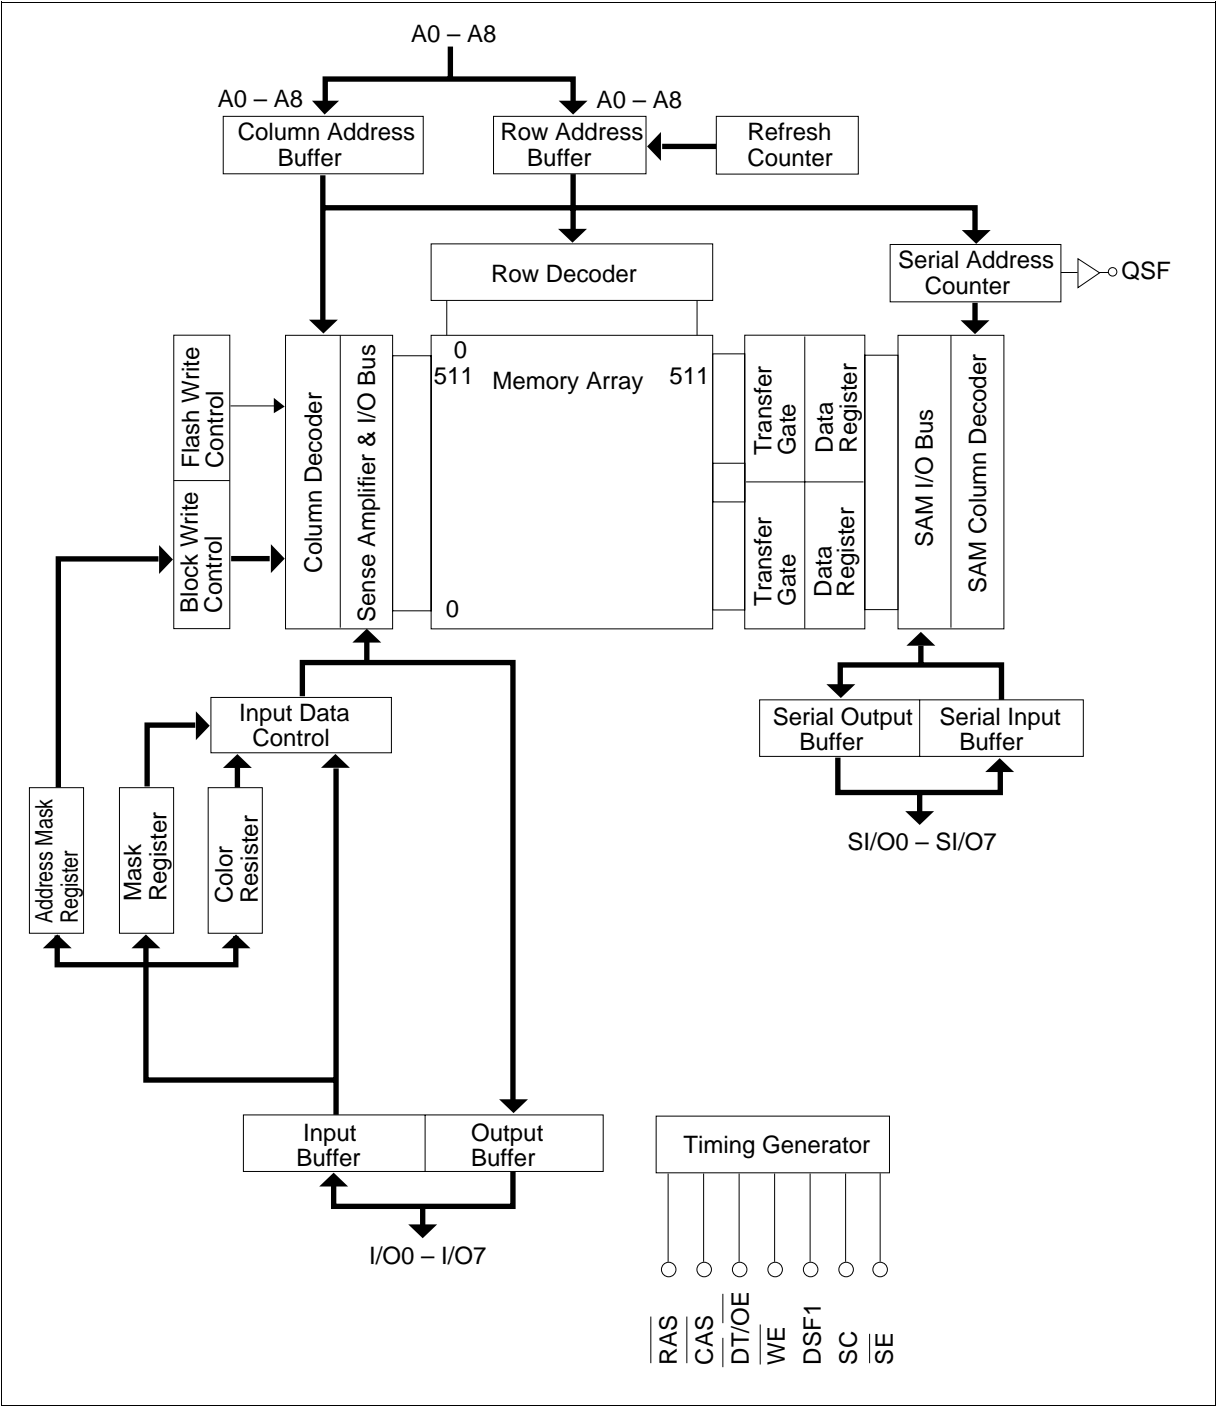 A0 – A8
A0 – A8
A0 – A8
Column Address
Buffer
Row Address
Buffer
Refresh
Counter
Row Decoder
Serial Address
Counter
QSF
Flash Write
Control
Block Write
Control
Column Decoder
Sense Amplifier & I/O Bus
0
511
Memory Array
511
0
Transfer
Gate
Data
Register
Transfer
Gate
Data
Register
SAM I/O Bus
SAM Column Decoder
Input Data
Control
Serial Output
Buffer
Serial Input
Buffer
SI/O0 – SI/O7
Address Mask
Register
Mask
Register
Color
Resister
Input
Buffer
Output
Buffer
I/O0 – I/O7
Timing Generator
RAS
CAS
DT/OE
WE
DSF1
SC
SE